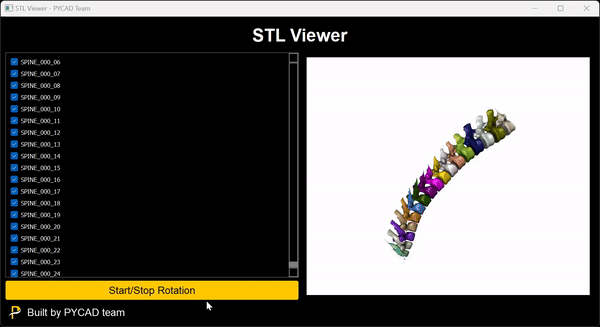 STL Viewer - PYCAD Team
STL Viewer
SPINE_000_06
SPINE_000_07
SPINE_000_08
SPINE_000_09
SPINE_000_10
SPINE_000_11
SPINE_000_12
SPINE_000_13
SPINE_000_14
SPINE_000_15
SPINE_000_16
SPINE_000_17
SPINE_000_18
SPINE_000_19
SPINE_000_20
SPINE_000_21
SPINE_000_22
SPINE_000_23
SPINE_000_24
Start/Stop Rotation
Built by PYCAD team